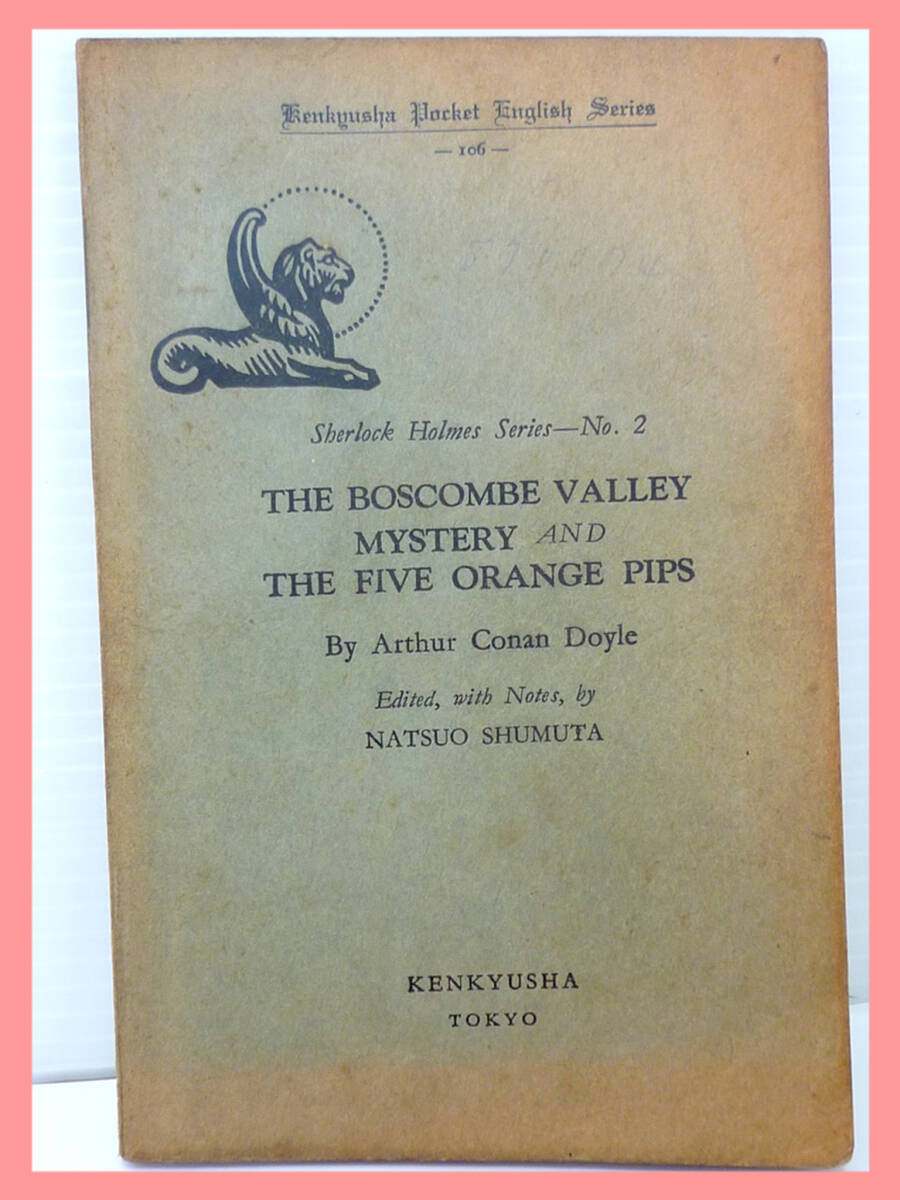 Kenkyusha Pocket English Series
— 106 —
Sherlock Holmes Series—No. 2
THE BOSCOMBE VALLEY
MYSTERY AND
THE FIVE ORANGE PIPS
By Arthur Conan Doyle
Edited, with Notes, by
NATSUO SHUMUTA
KENKYUSHA
TOKYO